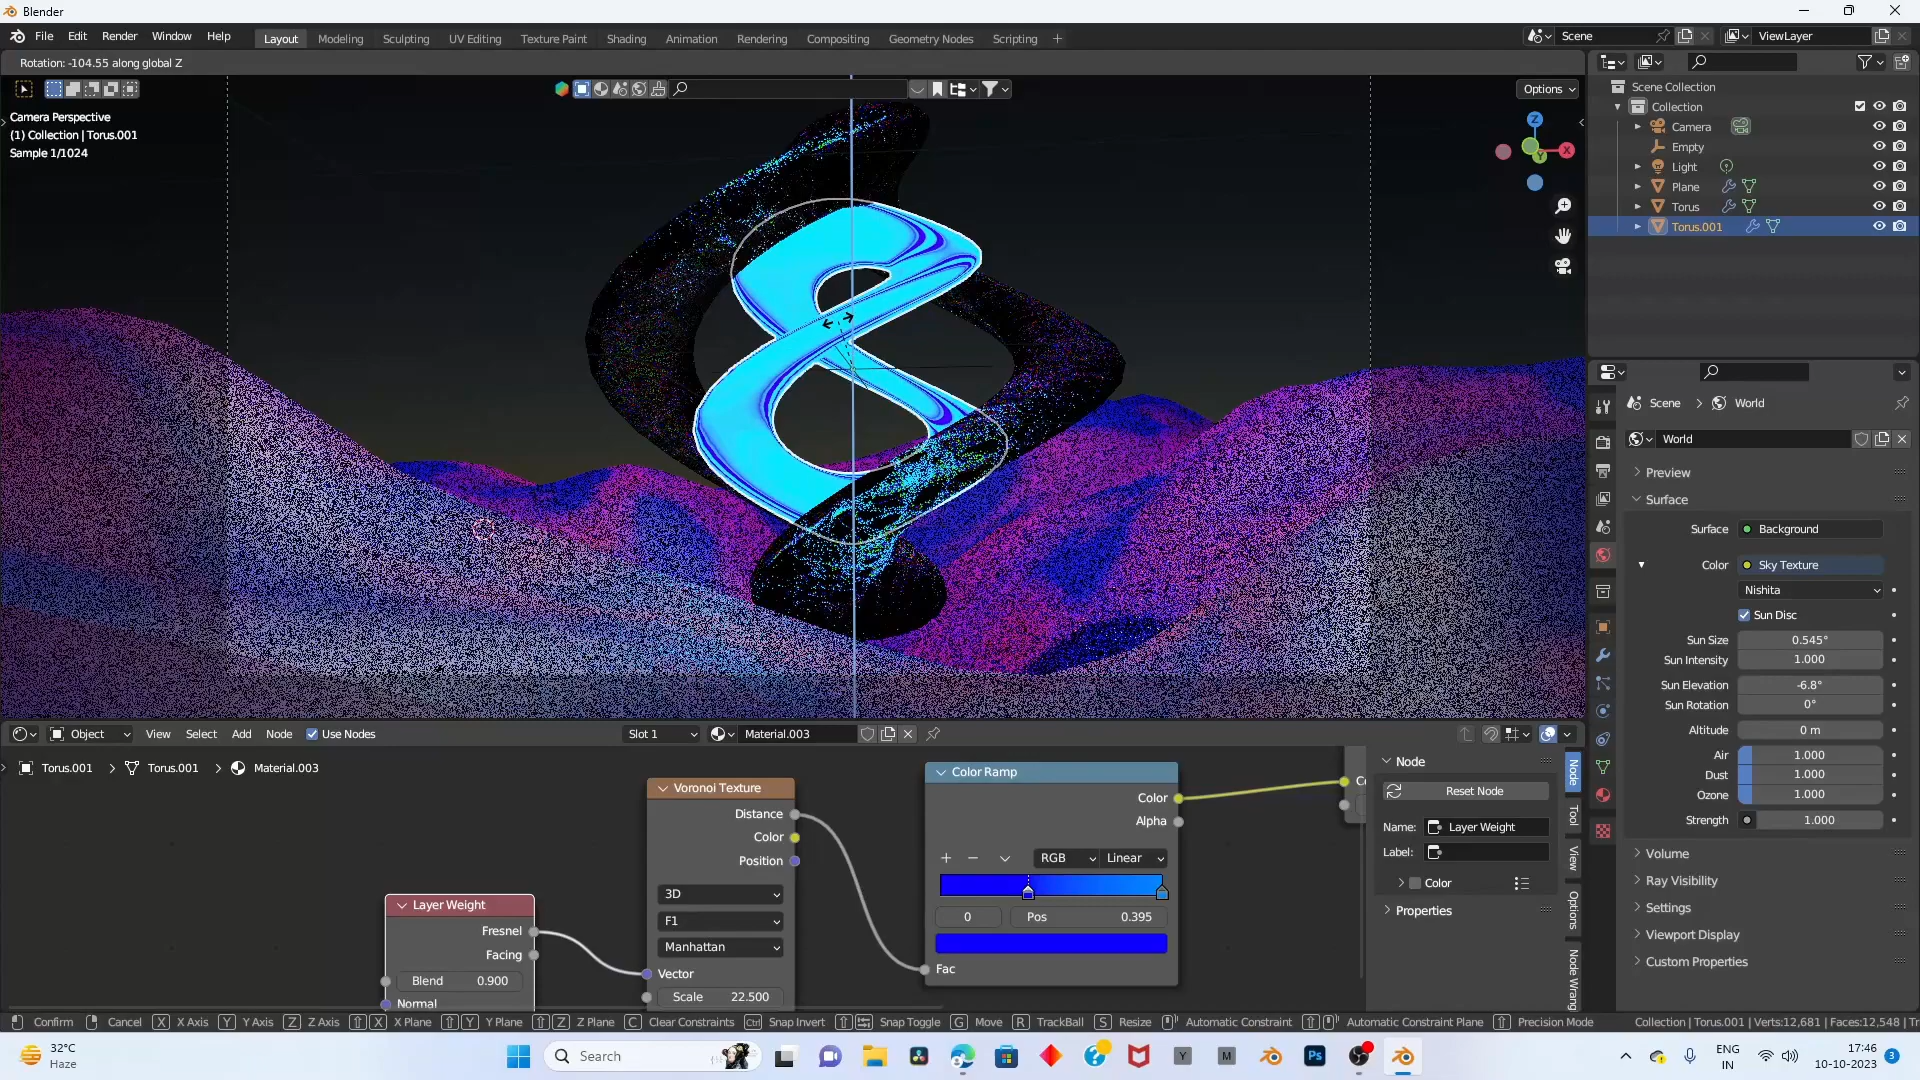 Blender
File Edit Render Window Help Layout Modeling Sculpting UV Editing Texture Paint Shading Animation Rendering Compositing Geometry Nodes Scripting + Scene ViewLayer
Rotation: -104.55 along global Z
Options
Camera Perspective
(1) Collection | Torus.001
Sample 1/1024
Z
X
Y
Scene Collection
Collection
Camera
Empty
Light
Plane
Torus
Torus.001
Scene > World
World
Preview
Surface
Surface Background
Color Sky Texture
Nishita
Sun Disc
Sun Size 0.545°
Sun Intensity 1.000
Sun Elevation -6.8°
Sun Rotation 0°
Altitude 0 m
Air 1.000
Dust 1.000
Ozone 1.000
Strength 1.000
Volume
Ray Visibility
Settings
Viewport Display
Custom Properties
Object View Select Add Node Use Nodes Slot 1 Material.003
Torus.001 > Torus.001 > Material.003
Layer Weight
Fresnel
Facing
Blend 0.900
Normal
Voronoi Texture
Distance
Color
Position
3D
F1
Manhattan
Vector
Scale 22.500
Color Ramp
Color
Alpha
RGB Linear
0 Pos 0.395
Fac
Node
Reset Node
Name: Layer Weight
Label:
Color
Properties
Node
Tool
View
Options
Node Wrang
Confirm Cancel X X Axis Y Y Axis Z Z Axis X X Plane Y Y Plane Z Z Plane C Clear Constraints Ctrl Snap Invert Snap Toggle G Move R TrackBall S Resize Automatic Constraint Automatic Constraint Plane Precision Mode Collection | Torus.001 | Verts:12,681 | Faces:12,548 | Tr
32°C
Haze
Search
Y
M
Ps
ENG
IN
17:46
10-10-2023
3